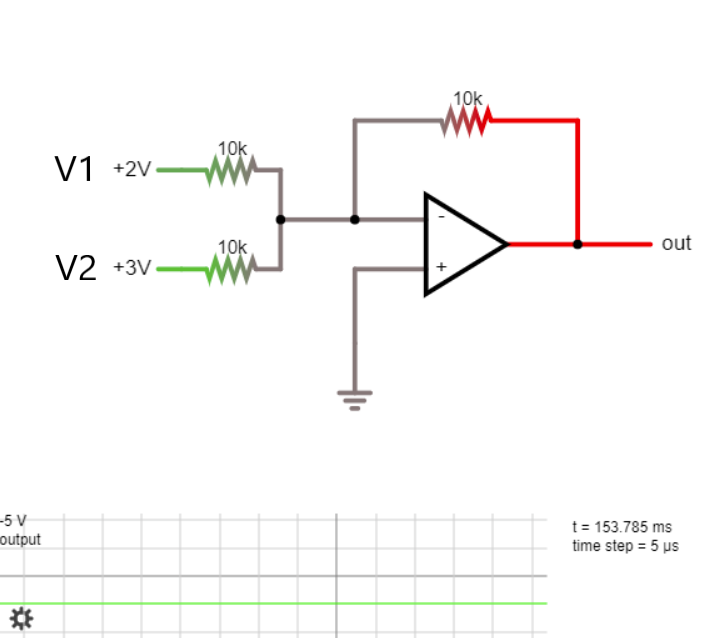 10k
V1 +2V 10k
V2 +3V 10k
-
+
out
-5 V
output
t = 153.785 ms
time step = 5 µs